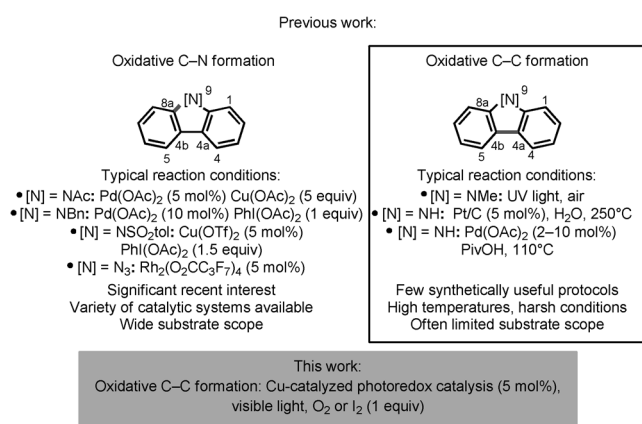 Previous work:
Oxidative C–N formation
[N] 9
8a
1
4b
4a
5
4
Typical reaction conditions:
• [N] = NAc: Pd(OAc)₂ (5 mol%) Cu(OAc)₂ (5 equiv)
• [N] = NBn: Pd(OAc)₂ (10 mol%) PhI(OAc)₂ (1 equiv)
• [N] = NSO₂tol: Cu(OTf)₂ (5 mol%)
PhI(OAc)₂ (1.5 equiv)
• [N] = N₃: Rh₂(O₂CC₃F₇)₄ (5 mol%)
Significant recent interest
Variety of catalytic systems available
Wide substrate scope
Oxidative C–C formation
[N] 9
8a
1
4b
4a
5
4
Typical reaction conditions:
• [N] = NMe: UV light, air
• [N] = NH: Pt/C (5 mol%), H₂O, 250°C
• [N] = NH: Pd(OAc)₂ (2–10 mol%)
PivOH, 110°C
Few synthetically useful protocols
High temperatures, harsh conditions
Often limited substrate scope
This work:
Oxidative C–C formation: Cu-catalyzed photoredox catalysis (5 mol%),
visible light, O₂ or I₂ (1 equiv)